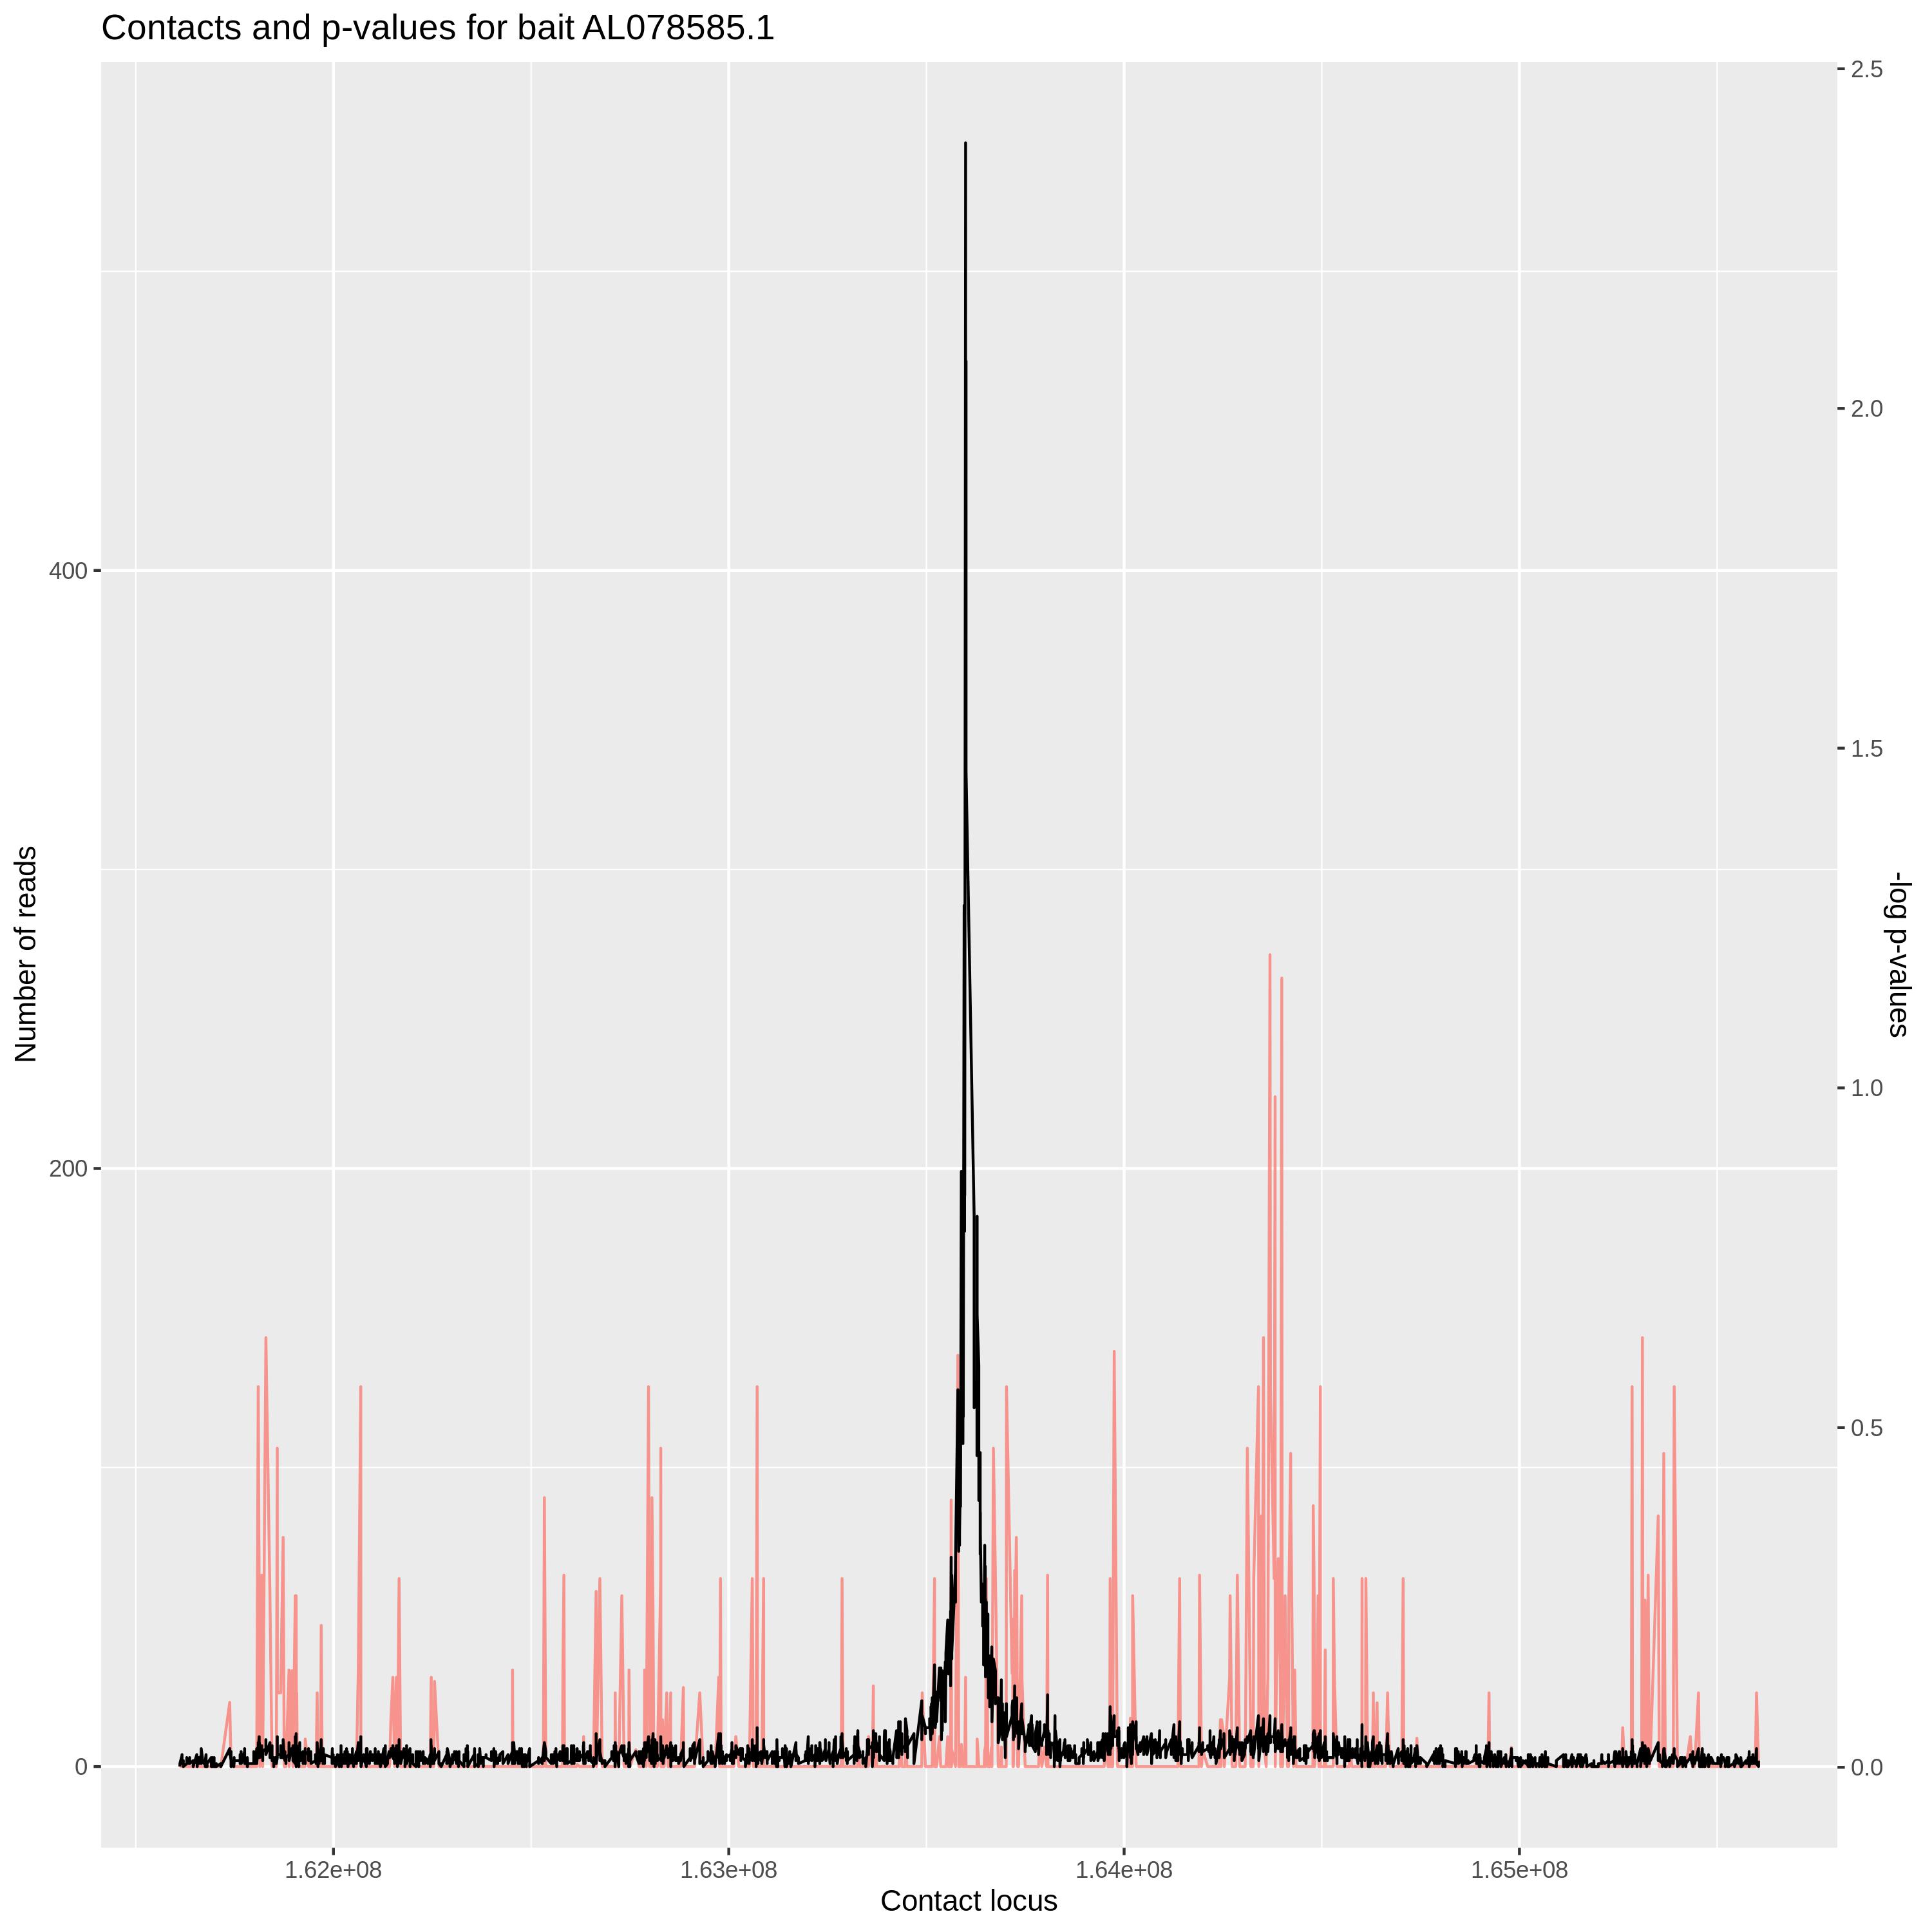 Contacts and p-values for bait AL078585.1
Number of reads
400
200
0
2.5
2.0
1.5
1.0
0.5
0.0
-log p-values
1.62e+08
1.63e+08
1.64e+08
1.65e+08
Contact locus